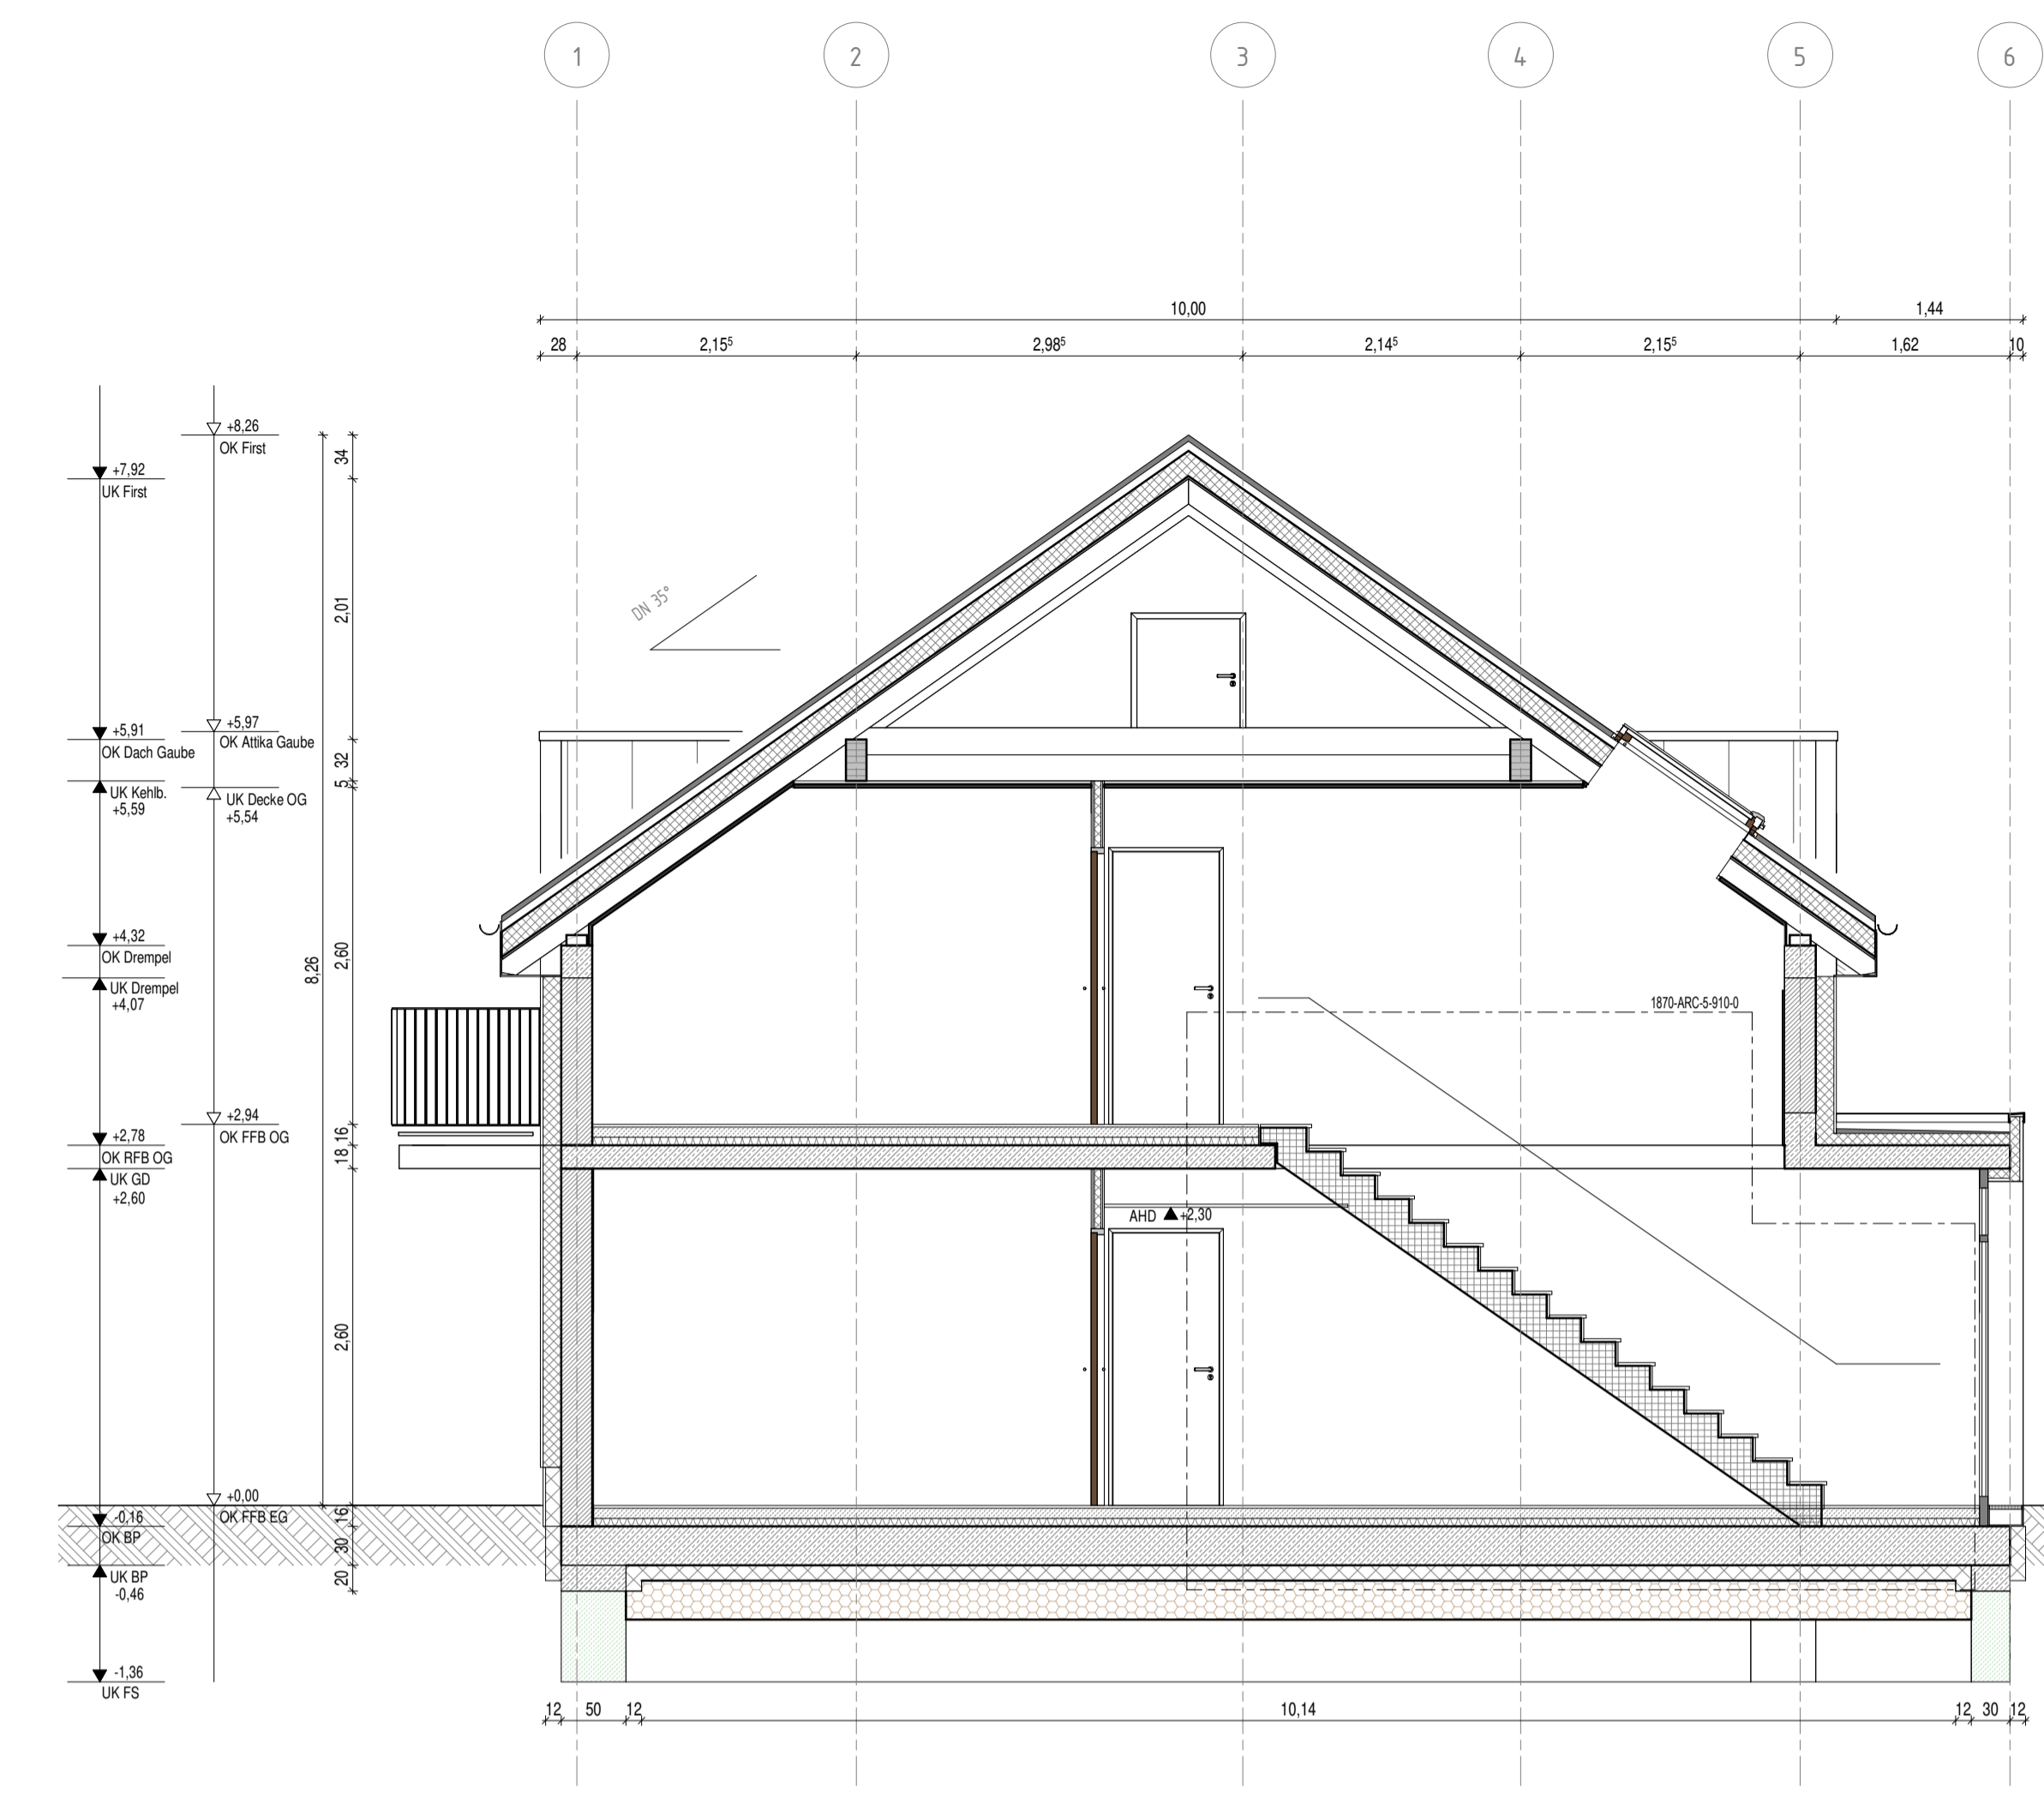 1 2 3 4 5 6
10,00 1,44
28 2,15⁵ 2,98⁵ 2,14⁵ 2,15⁵ 1,62 10
+8,26
OK First
+7,92
UK First
34
2,01
DN 35°
+5,97
OK Attika Gaube
+5,91
OK Dach Gaube
32
5
UK Kehlb.
+5,59
UK Decke OG
+5,54
+4,32
OK Drempel
UK Drempel
+4,07
8,26
2,60
1870-ARC-5-910-0
+2,94
OK FFB OG
+2,78
OK RFB OG
UK GD
+2,60
16
18
AHD +2,30
2,60
+0,00
OK FFB EG
-0,16
OK BP
UK BP
-0,46
16
30
20
-1,36
UK FS
12 50 12 10,14 12 30 12